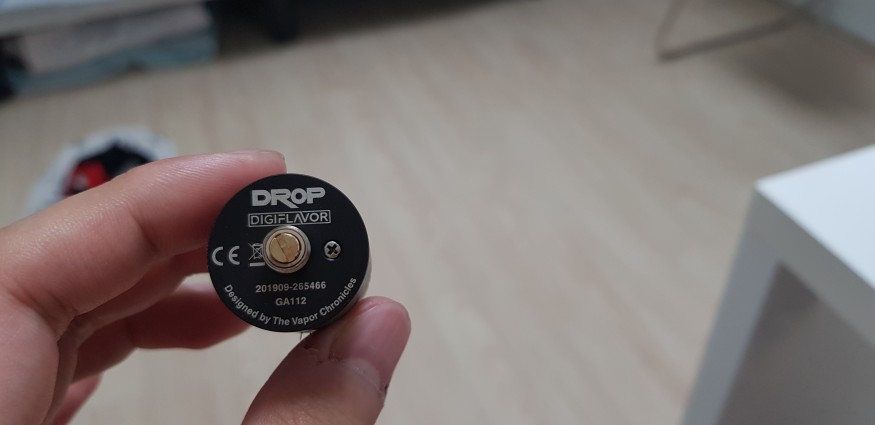 DROP
DIGIFLAVOR
CE
201909-265466
GA112
Designed by The Vapor Chronicles